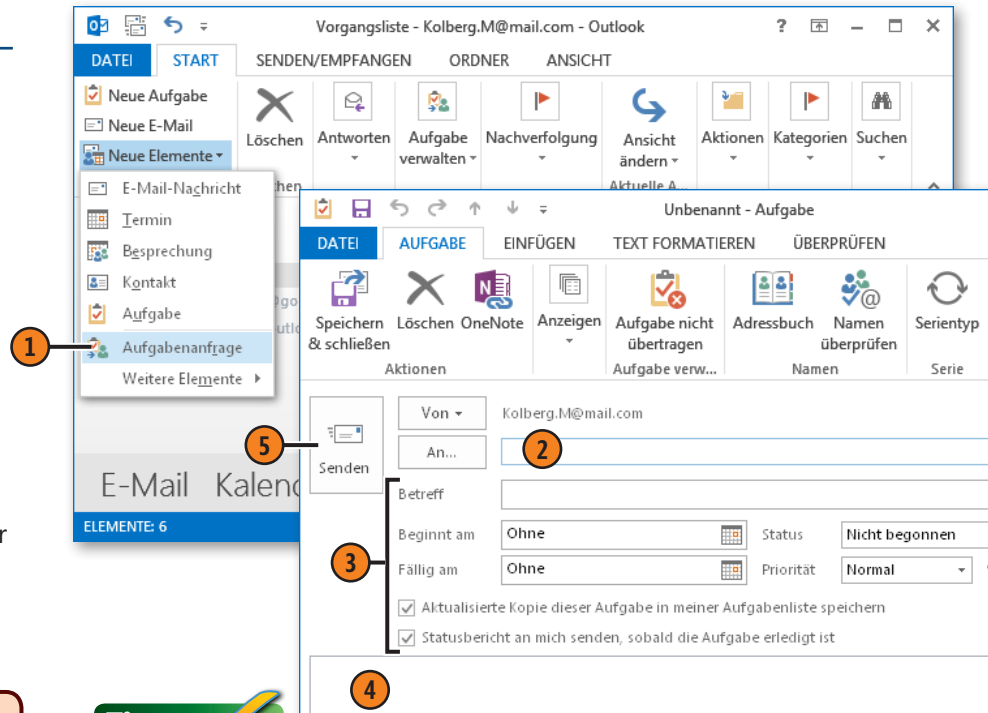 Vorgangsliste - Kolberg.M@mail.com - Outlook
DATEI START SENDEN/EMPFANGEN ORDNER ANSICHT
Neue Aufgabe
Neue E-Mail
Neue Elemente
Löschen
Antworten
Aufgabe verwalten
Nachverfolgung
Ansicht ändern
Aktionen
Kategorien
Suchen
Aktuelle A...
E-Mail-Nachricht
Termin
Besprechung
Kontakt
Aufgabe
1 Aufgabenanfrage
Weitere Elemente
E-Mail
ELEMENTE: 6
Unbenannt - Aufgabe
DATEI AUFGABE EINFÜGEN TEXT FORMATIEREN ÜBERPRÜFEN
Speichern & schließen
Löschen
OneNote
Anzeigen
Aufgabe nicht übertragen
Adressbuch
Namen überprüfen
Serientyp
Aktionen
Aufgabe verw...
Namen
Serie
5 Senden
Von Kolberg.M@mail.com
An... 2
3
Betreff
Beginnt am Ohne Status Nicht begonnen
Fällig am Ohne Priorität Normal
Aktualisierte Kopie dieser Aufgabe in meiner Aufgabenliste speichern
Statusbericht an mich senden, sobald die Aufgabe erledigt ist
4